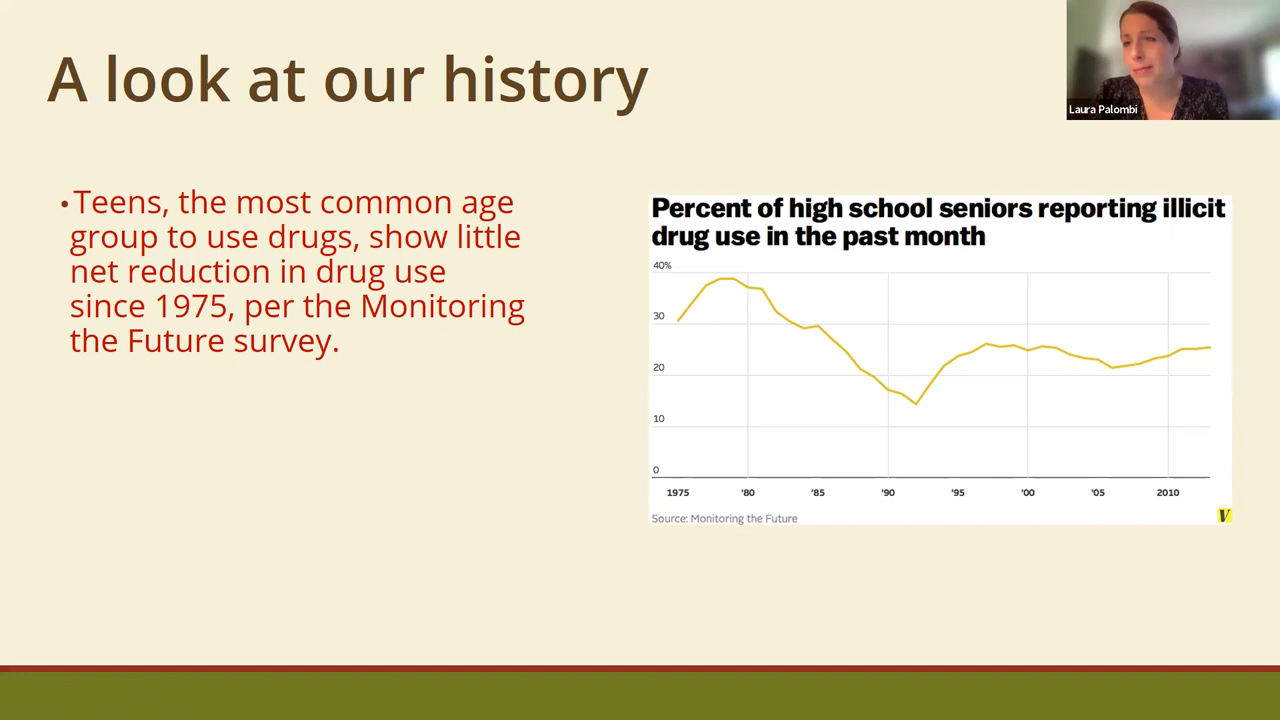 A look at our history
Laura Palombi
•Teens, the most common age
group to use drugs, show little
net reduction in drug use
since 1975, per the Monitoring
the Future survey.
Percent of high school seniors reporting illicit
drug use in the past month
40%
30
20
10
0
1975 '80 '85 '90 '95 '00 '05 2010
Source: Monitoring the Future
V